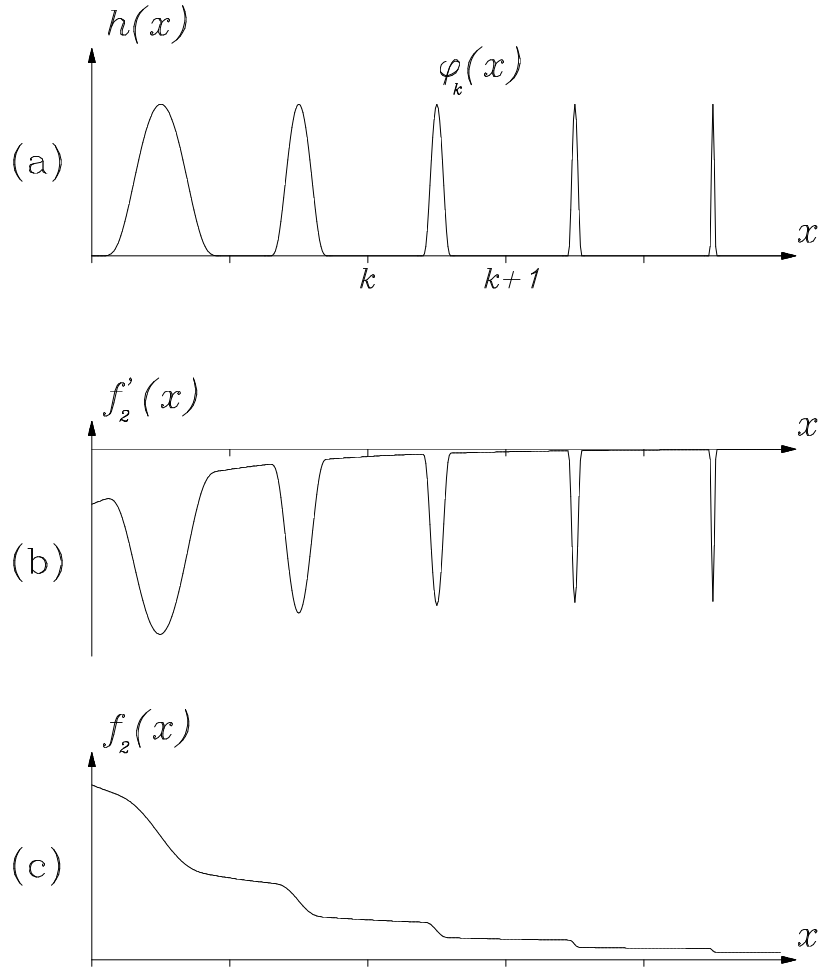 h(x)
φₖ(x)
(a)
x
k
k+1
f₂'(x)
x
(b)
f₂(x)
(c)
x